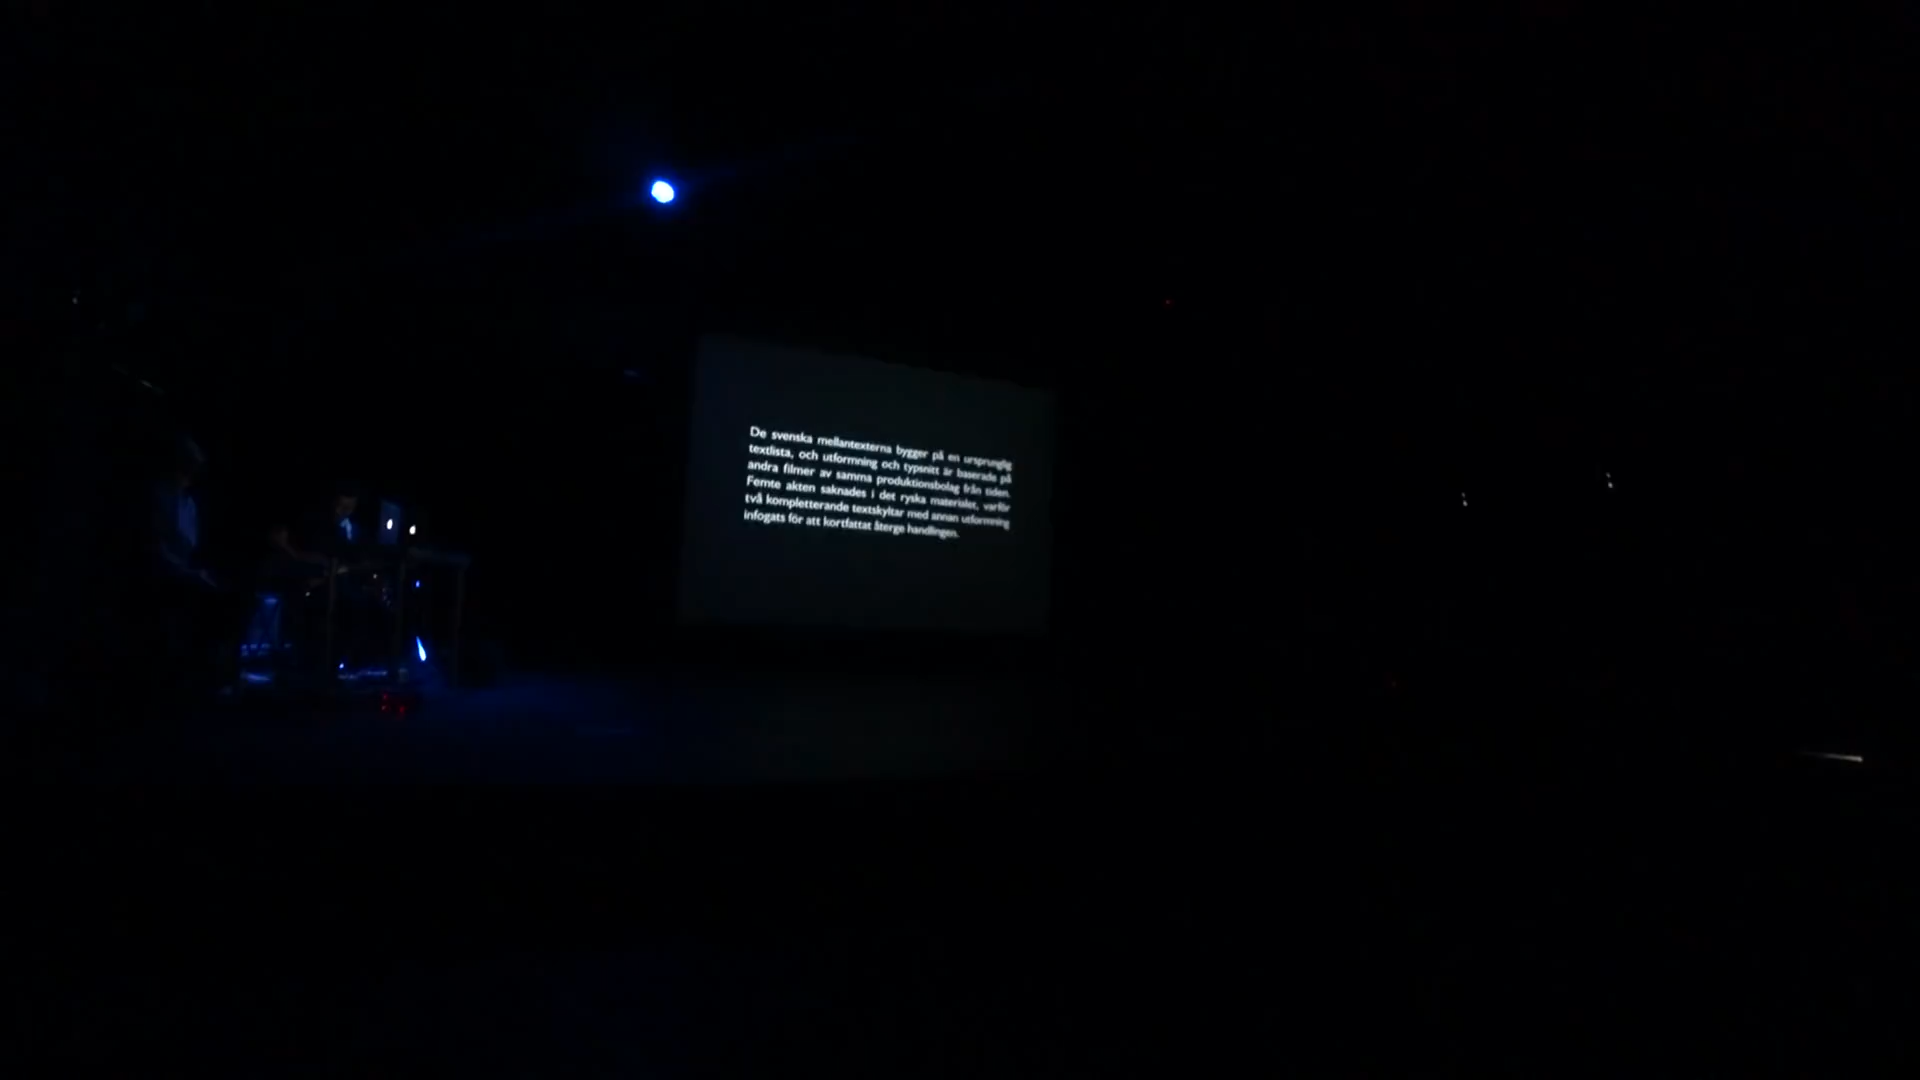 De svenska mellantexterna bygger på en ursprunglig
textlista, och utformning och typsnitt är baserade på
andra filmer av samma produktionsbolag från tiden.
Femte akten saknades i det ryska materialet, varför
två kompletterande textskyltar med annan utformning
infogats för att kortfattat återge handlingen.